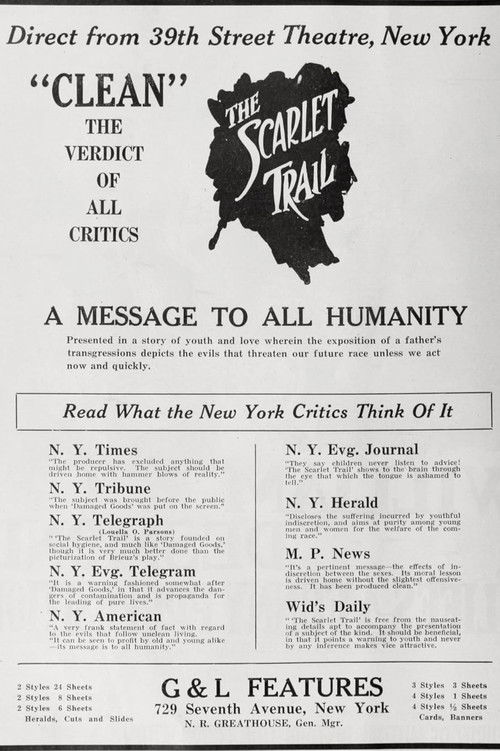 Direct from 39th Street Theatre, New York
"CLEAN"
THE
VERDICT
OF
ALL
CRITICS
THE
SCARLET
TRAIL
A MESSAGE TO ALL HUMANITY
Presented in a story of youth and love wherein the exposition of a father's
transgressions depicts the evils that threaten our future race unless we act
now and quickly.
Read What the New York Critics Think Of It
N. Y. Times
"The producer has excluded anything that
might be repulsive. The subject should be
driven home with hammer blows of reality."
N. Y. Tribune
"The subject was brought before the public
when 'Damaged Goods' was put on the screen."
N. Y. Telegraph
(Louella O. Parsons)
"'The Scarlet Trail' is a story founded on
social hygiene, and much like 'Damaged Goods,'
though it is very much better done than the
picturization of Brieuz's play."
N. Y. Evg. Telegram
"It is a warning fashioned somewhat after
'Damaged Goods,' in that it advances the dan-
gers of contamination and is propaganda for
the leading of pure lives."
N. Y. American
"A very frank statement of fact with regard
to the evils that follow unclean living.
"It can be seen to profit by old and young alike
—its message is to all humanity."
N. Y. Evg. Journal
"They say children never listen to advice!
'The Scarlet Trail' shows to the brain through
the eye that which the tongue is ashamed to
tell."
N. Y. Herald
"Discloses the suffering incurred by youthful
indiscretion, and aims at purity among young
men and women for the welfare of the com-
ing race."
M. P. News
"It's a pertinent message—the effects of in-
discretion between the sexes. Its moral lesson
is driven home without the slightest offensive-
ness. It has been produced clean."
Wid's Daily
"'The Scarlet Trail' is free from the nauseat-
ing details apt to accompany the presentation
of a subject of the kind. It should be beneficial,
in that it points a warning to youth and never
by any inference makes vice attractive."
2 Styles 24 Sheets
2 Styles 8 Sheets
2 Styles 6 Sheets
Heralds, Cuts and Slides
G & L FEATURES
729 Seventh Avenue, New York
N. R. GREATHOUSE, Gen. Mgr.
3 Styles 3 Sheets
4 Styles 1 Sheets
4 Styles ½ Sheets
Cards, Banners